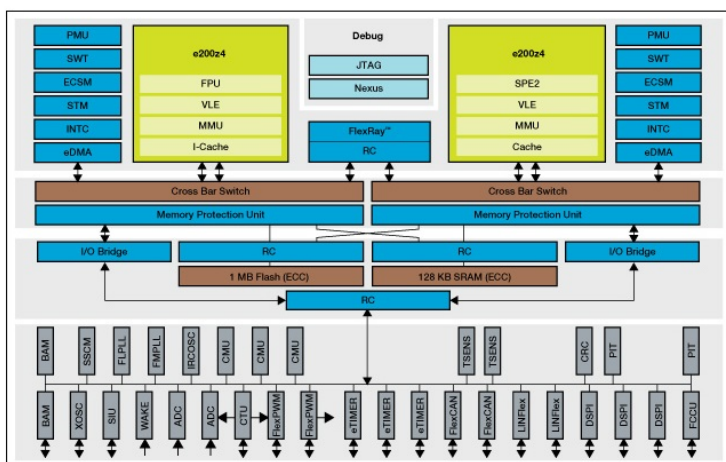 PMU
SWT
ECSM
STM
INTC
eDMA
e200z4
FPU
VLE
MMU
I-Cache
Debug
JTAG
Nexus
FlexRay™
RC
e200z4
SPE2
VLE
MMU
Cache
PMU
SWT
ECSM
STM
INTC
eDMA
Cross Bar Switch
Cross Bar Switch
Memory Protection Unit
Memory Protection Unit
I/O Bridge
RC
RC
I/O Bridge
1 MB Flash (ECC)
128 KB SRAM (ECC)
RC
BAM
SSCM
FLPLL
FMPLL
IRCOSC
CMU
CMU
CMU
TSENS
TSENS
CRC
PIT
PIT
BAM
XOSC
SIU
WAKE
ADC
ADC
CTU
FlexPWM
FlexPWM
eTIMER
eTIMER
eTIMER
FlexCAN
FlexCAN
LINFlex
LINFlex
DSPI
DSPI
DSPI
FCCU